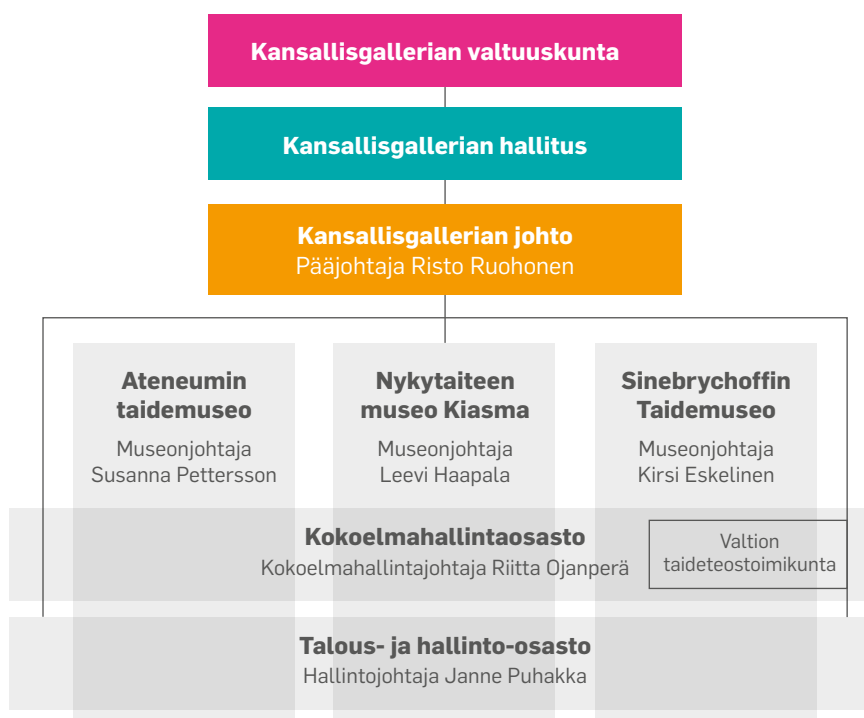 Kansallisgallerian valtuuskunta
Kansallisgallerian hallitus
Kansallisgallerian johto
Pääjohtaja Risto Ruohonen
Ateneumin
taidemuseo
Museonjohtaja
Susanna Pettersson
Nykytaiteen
museo Kiasma
Museonjohtaja
Leevi Haapala
Sinebrychoffin
Taidemuseo
Museonjohtaja
Kirsi Eskelinen
Kokoelmahallintaosasto
Kokoelmahallintajohtaja Riitta Ojanperä
Valtion
taideteostoimikunta
Talous- ja hallinto-osasto
Hallintojohtaja Janne Puhakka